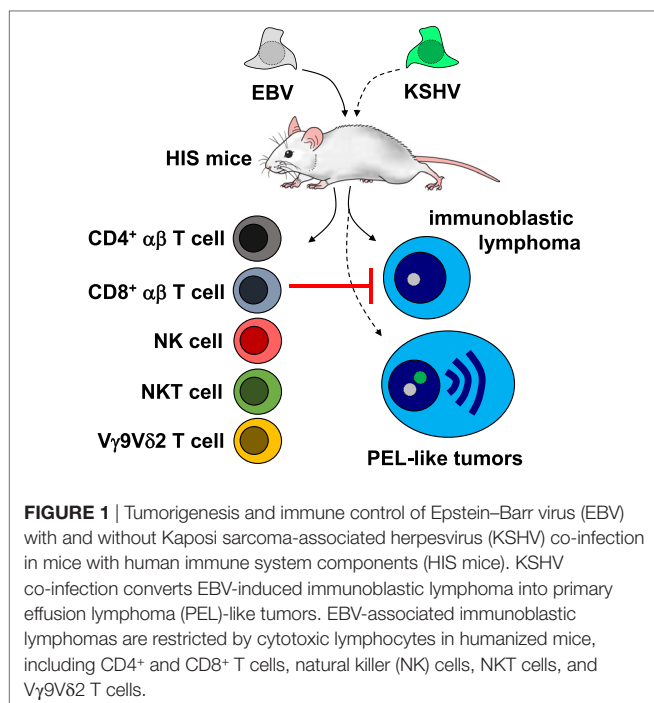 EBV
KSHV
HIS mice
immunoblastic
lymphoma
CD4⁺ αβ T cell
CD8⁺ αβ T cell
NK cell
NKT cell
Vγ9Vδ2 T cell
PEL-like tumors
FIGURE 1 | Tumorigenesis and immune control of Epstein–Barr virus (EBV)
with and without Kaposi sarcoma-associated herpesvirus (KSHV) co-infection
in mice with human immune system components (HIS mice). KSHV
co-infection converts EBV-induced immunoblastic lymphoma into primary
effusion lymphoma (PEL)-like tumors. EBV-associated immunoblastic
lymphomas are restricted by cytotoxic lymphocytes in humanized mice,
including CD4⁺ and CD8⁺ T cells, natural killer (NK) cells, NKT cells, and
Vγ9Vδ2 T cells.